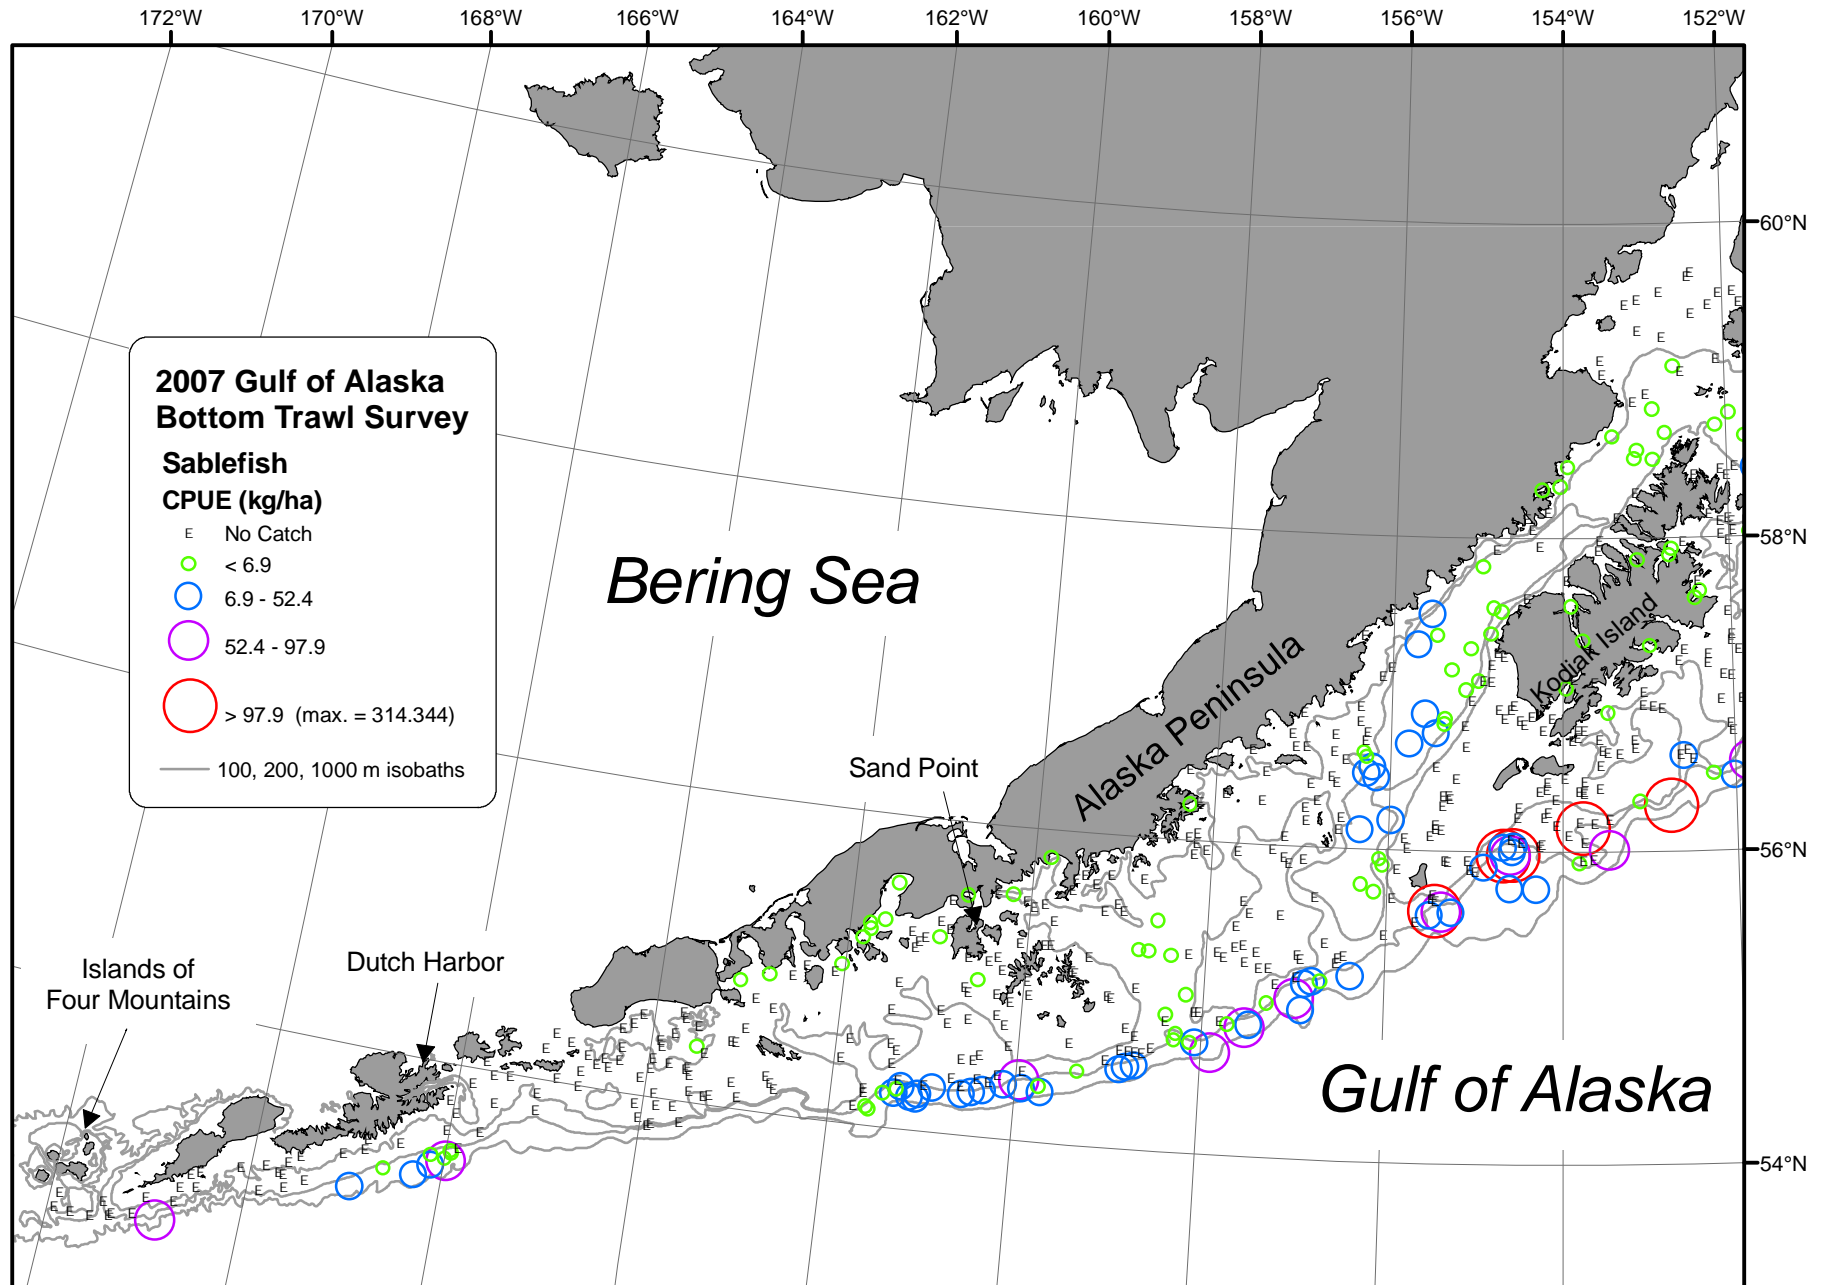 172°W 170°W 168°W 166°W 164°W 162°W 160°W 158°W 156°W 154°W 152°W
60°N
2007 Gulf of Alaska
Bottom Trawl Survey
Sablefish
CPUE (kg/ha)
E No Catch
< 6.9
6.9 - 52.4
52.4 - 97.9
> 97.9 (max. = 314.344)
100, 200, 1000 m isobaths
Bering Sea
58°N
Kodiak Island
Alaska Peninsula
Sand Point
56°N
Dutch Harbor
Islands of
Four Mountains
Gulf of Alaska
54°N